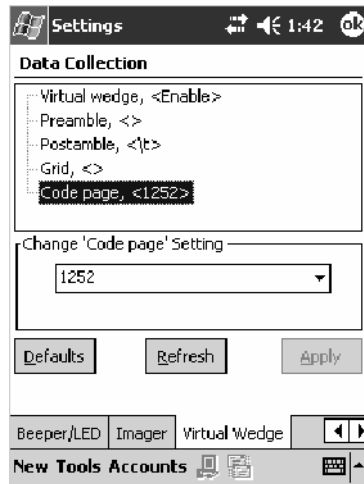 Settings 1:42 ok
Data Collection
Virtual wedge, <Enable>
Preamble, <>
Postamble, <\t>
Grid, <>
Code page, <1252>
Change 'Code page' Setting
1252
Defaults Refresh Apply
Beeper/LED Imager Virtual Wedge
New Tools Accounts